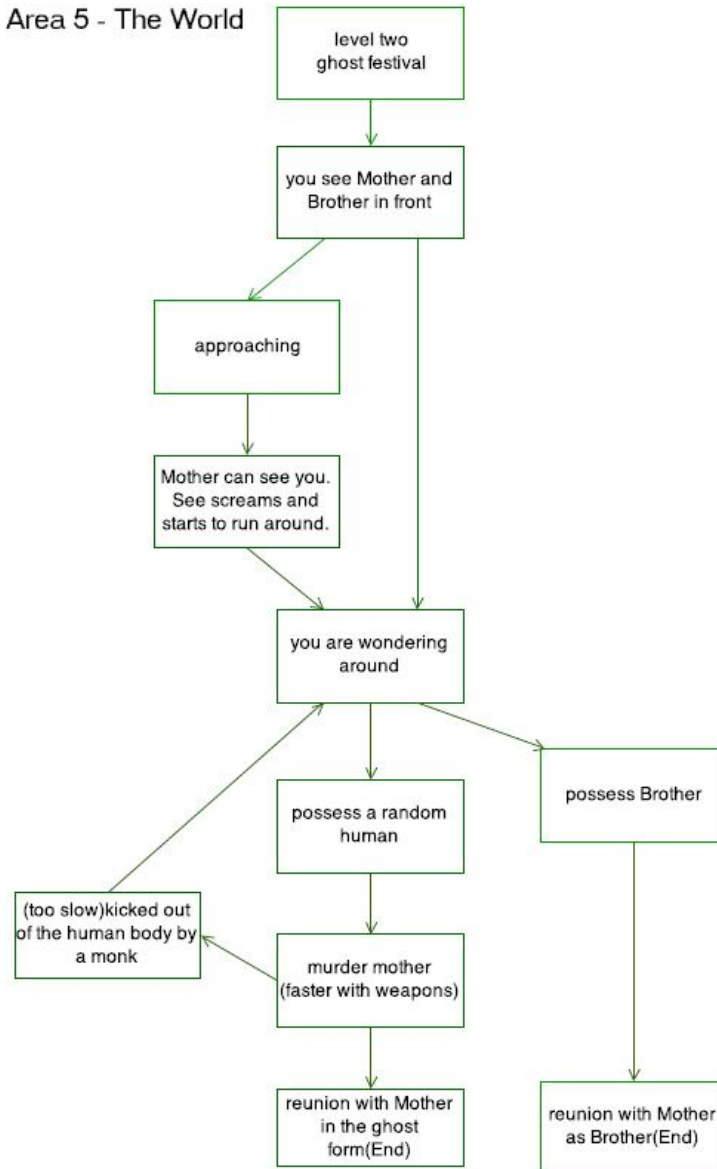 Area 5 - The World
level two
ghost festival
you see Mother and
Brother in front
approaching
Mother can see you.
See screams and
starts to run around.
you are wondering
around
possess a random
human
possess Brother
(too slow)kicked out
of the human body by
a monk
murder mother
(faster with weapons)
reunion with Mother
in the ghost
form(End)
reunion with Mother
as Brother(End)